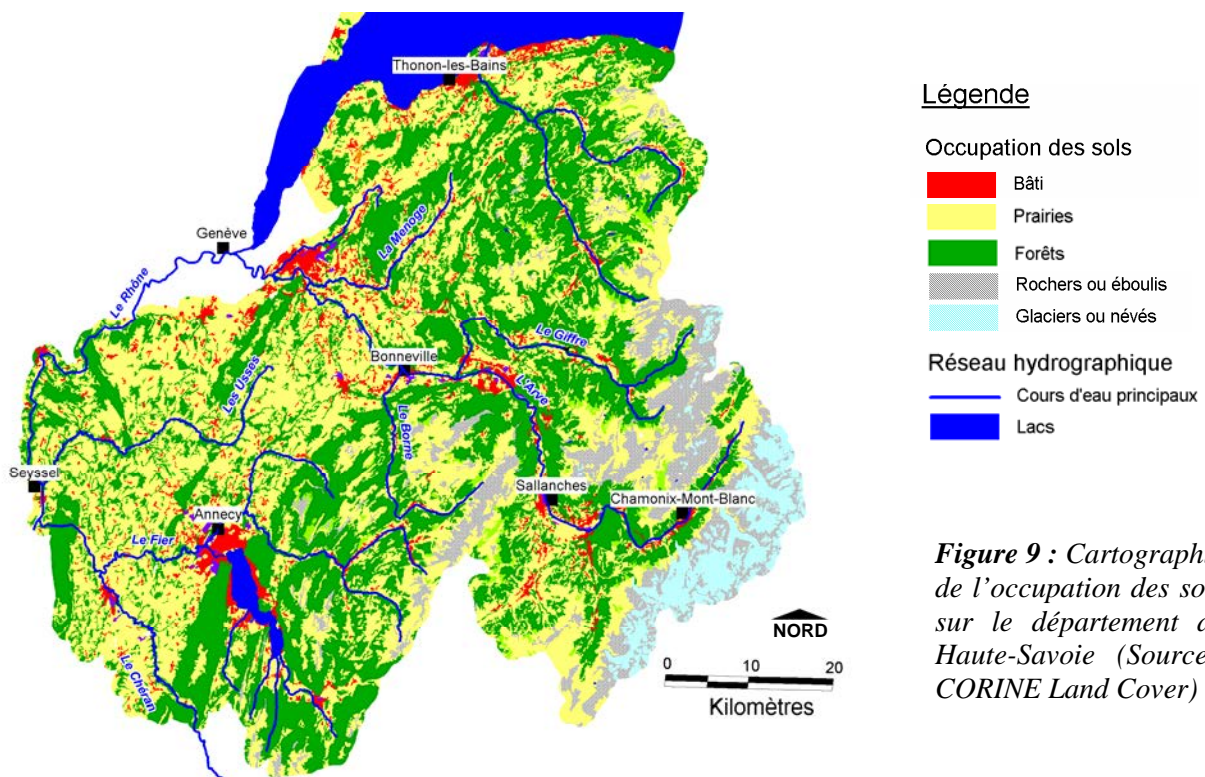 Thonon-les-Bains
Genève
La Menoge
Le Rhône
Le Giffre
Bonneville
L'Arve
Les Usses
Le Borne
Seyssel
Sallanches
Chamonix-Mont-Blanc
Annecy
Le Fier
Le Chéran
NORD
0 10 20
Kilomètres
Légende
Occupation des sols
Bâti
Prairies
Forêts
Rochers ou éboulis
Glaciers ou névés
Réseau hydrographique
Cours d'eau principaux
Lacs
Figure 9 : Cartographi
de l'occupation des so
sur le département d
Haute-Savoie (Source
CORINE Land Cover)